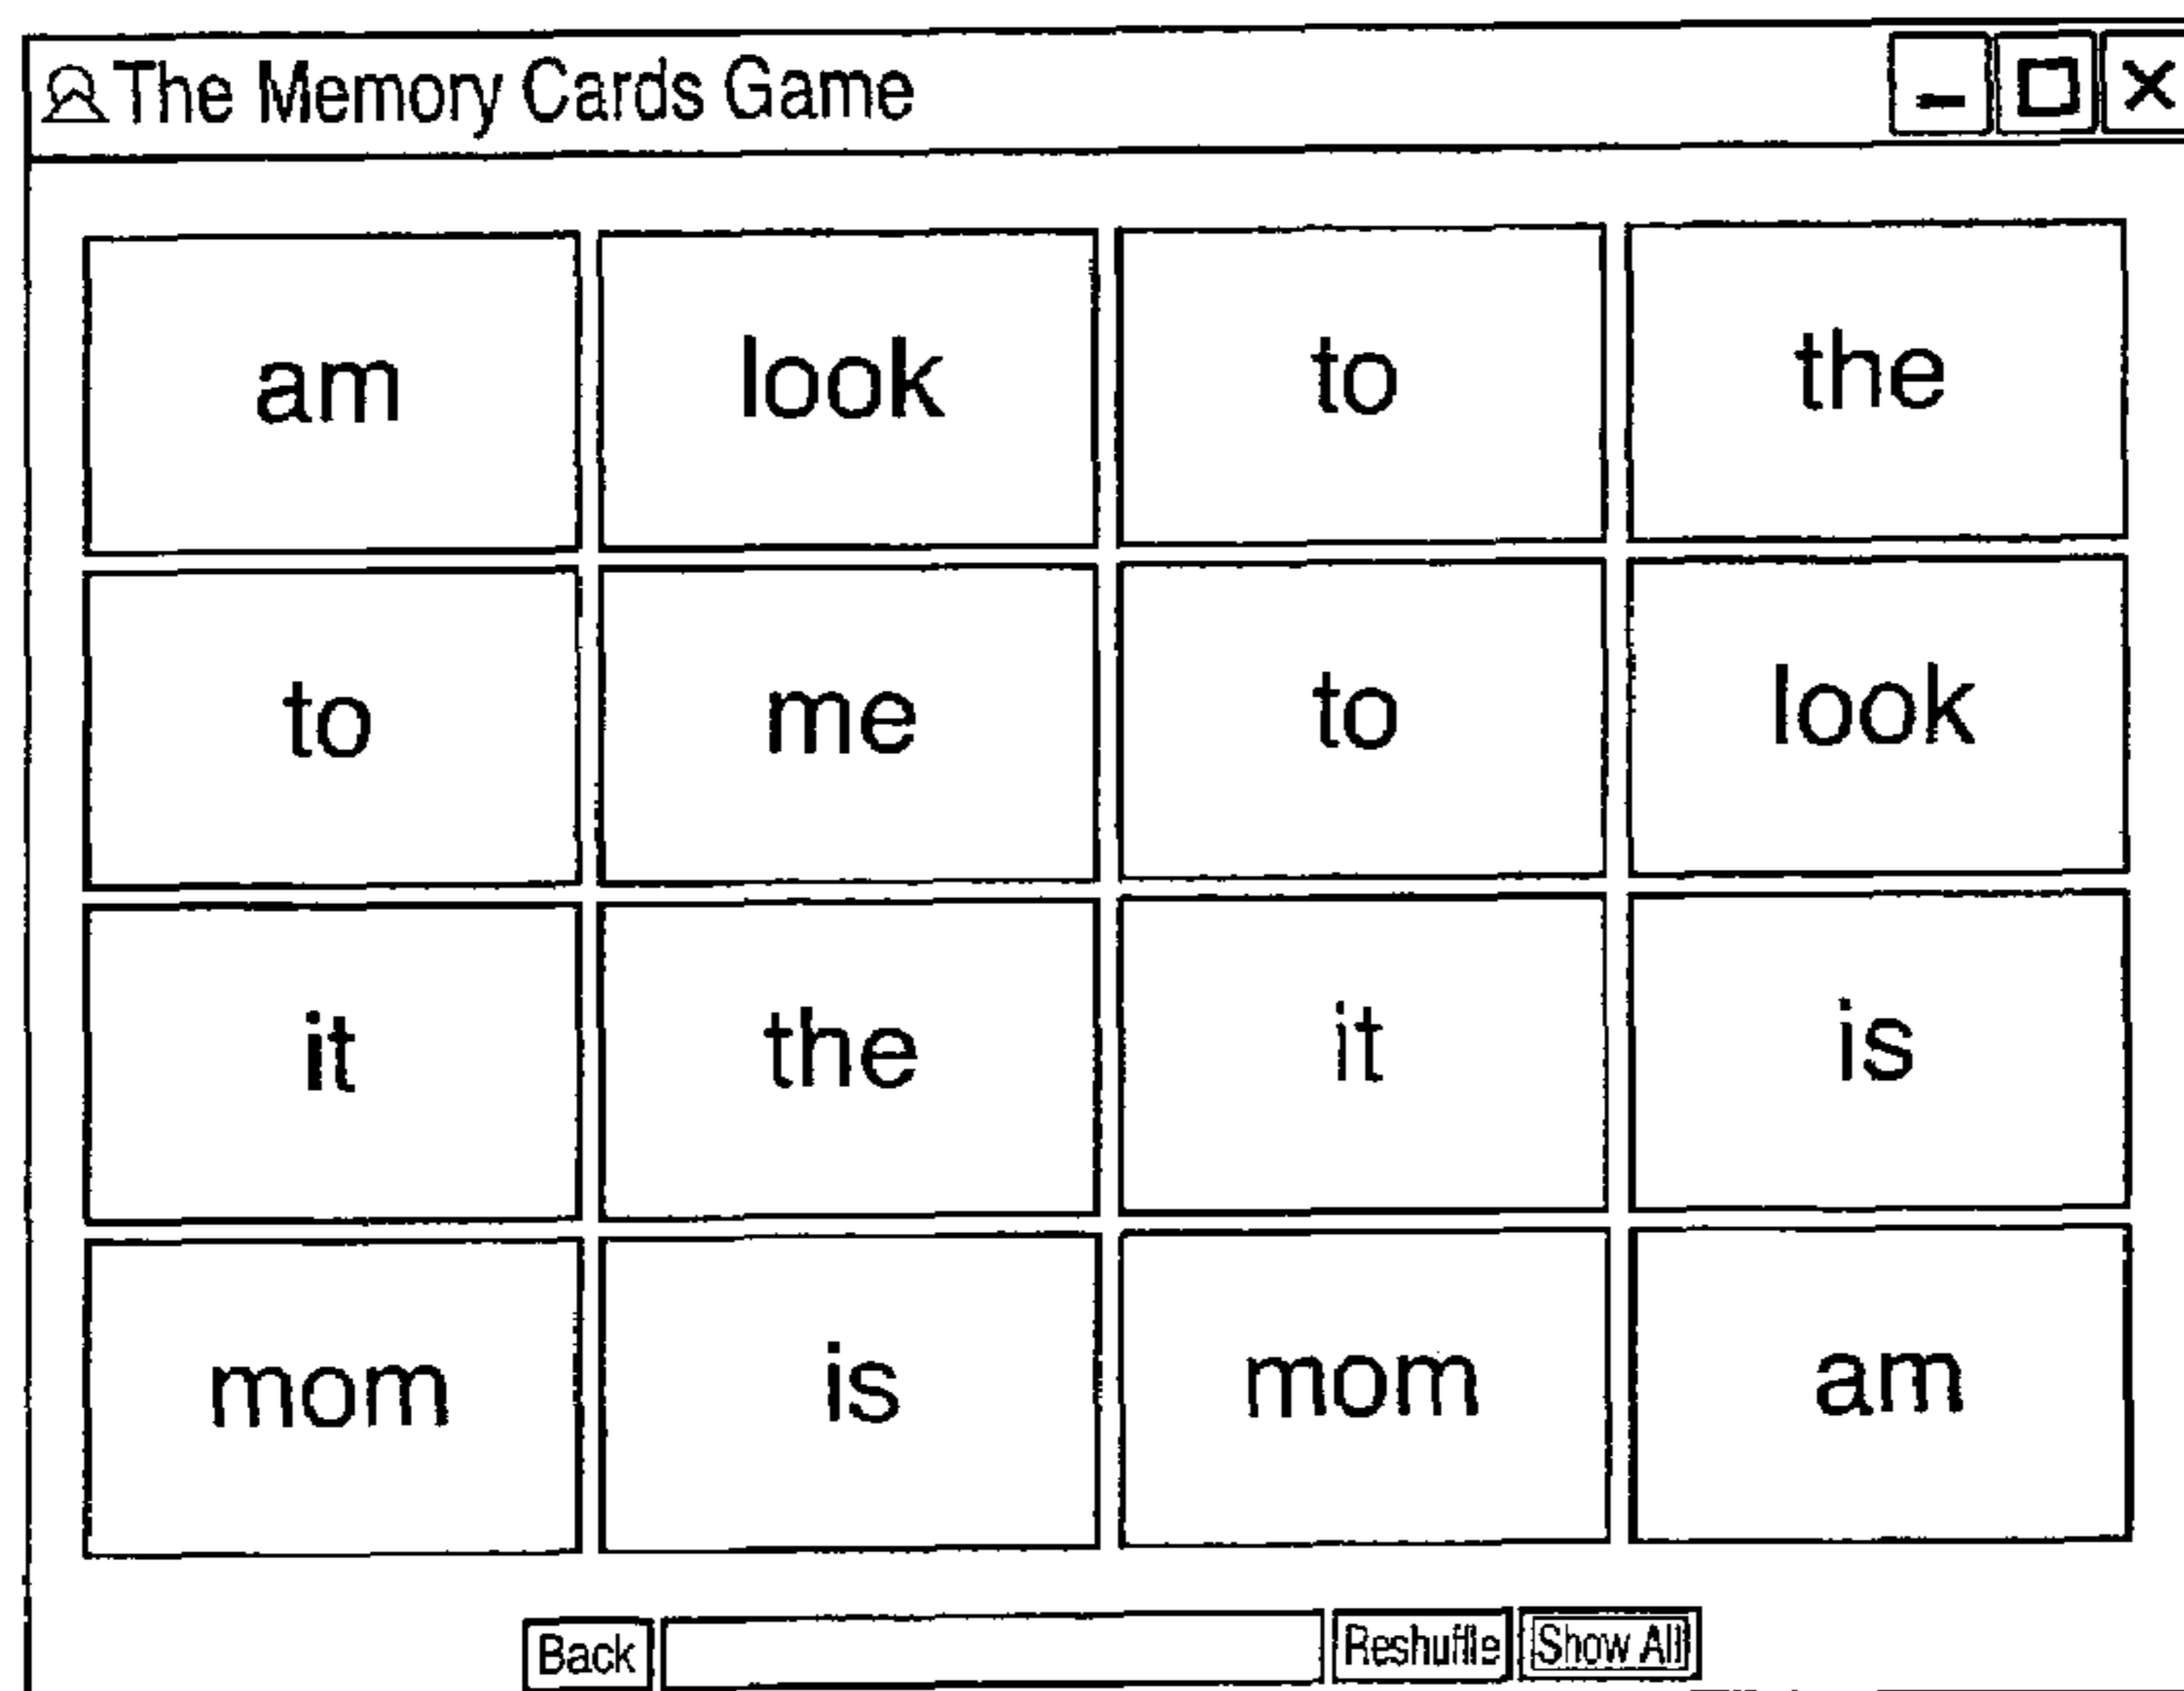 The Memory Cards Game
am look to the
to me to look
it the it is
mom is mom am
Back Reshuffle Show All